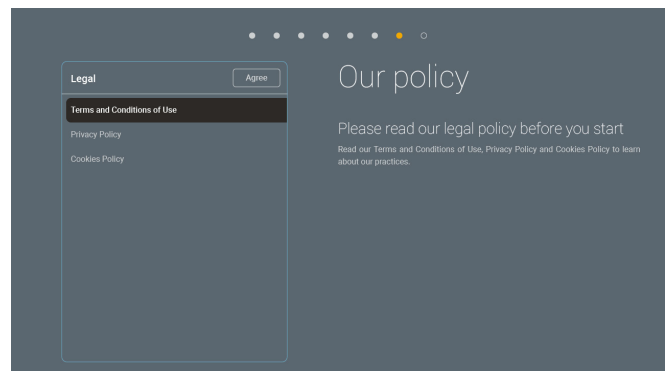 Legal
Agree
Terms and Conditions of Use
Privacy Policy
Cookies Policy
Our policy
Please read our legal policy before you start
Read our Terms and Conditions of Use, Privacy Policy and Cookies Policy to learn
about our practices.